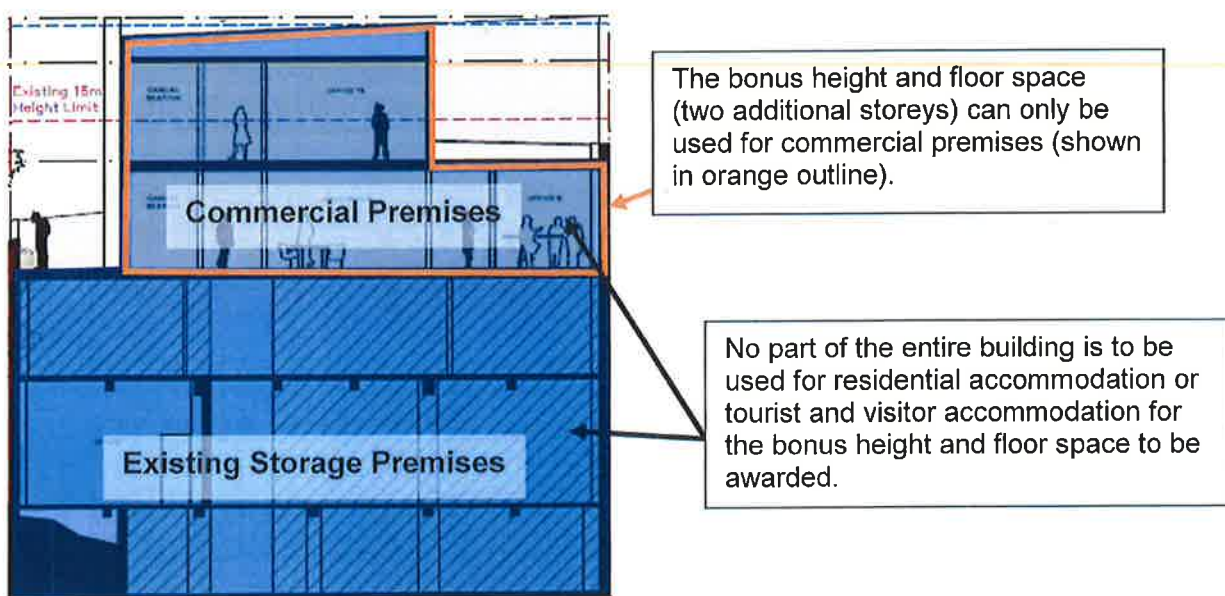 Existing 15m
Height Limit
Commercial Premises
Existing Storage Premises
The bonus height and floor space
(two additional storeys) can only be
used for commercial premises (shown
in orange outline).
No part of the entire building is to be
used for residential accommodation or
tourist and visitor accommodation for
the bonus height and floor space to be
awarded.